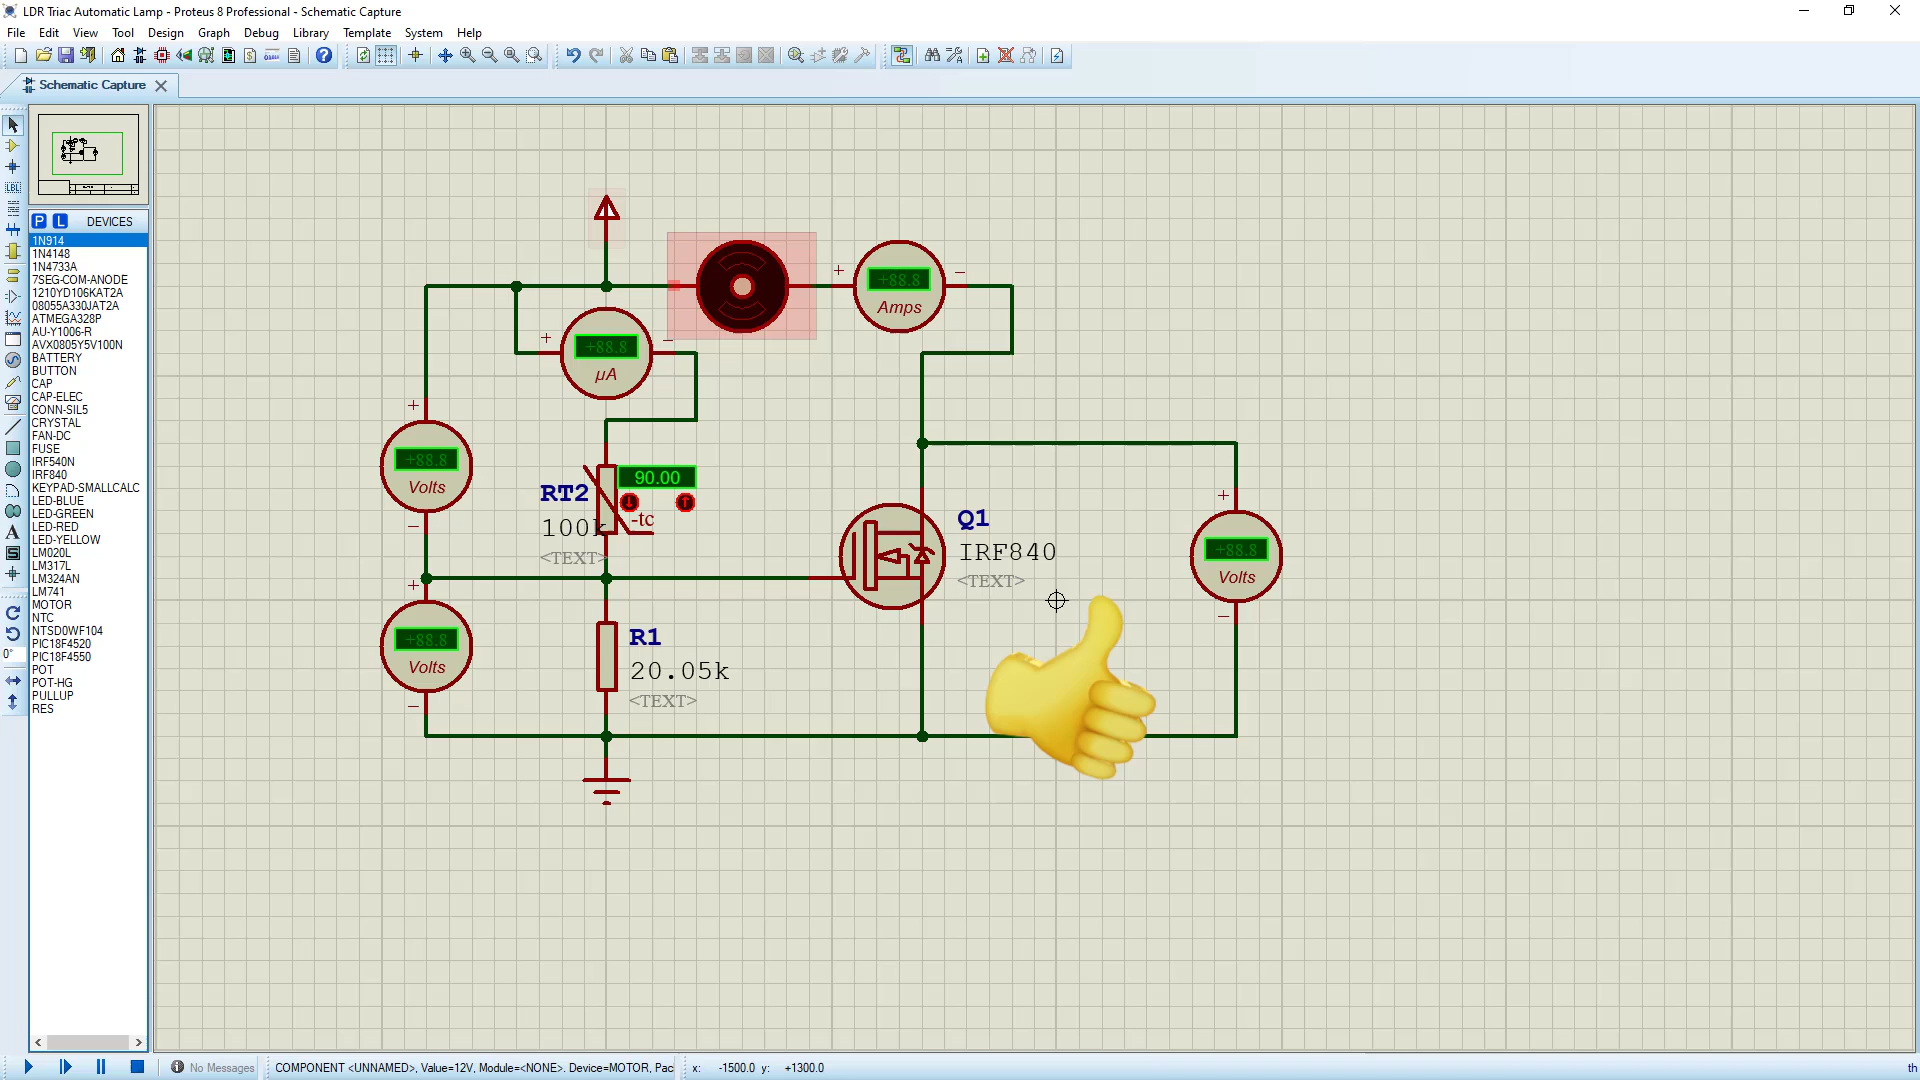 LDR Triac Automatic Lamp - Proteus 8 Professional - Schematic Capture
File Edit View Tool Design Graph Debug Library Template System Help
Schematic Capture
P L DEVICES
1N914
1N4148
1N4733A
7SEG-COM-ANODE
1210YD106KAT2A
08055A330JAT2A
ATMEGA328P
AU-Y1006-R
AVX0805Y5V100N
BATTERY
BUTTON
CAP
CAP-ELEC
CONN-SIL5
CRYSTAL
FAN-DC
FUSE
IRF540N
IRF840
KEYPAD-SMALLCALC
LED-BLUE
LED-GREEN
LED-RED
LED-YELLOW
LM020L
LM317L
LM324AN
LM741
MOTOR
NTC
NTSD0WF104
PIC18F4520
PIC18F4550
POT
POT-HG
PULLUP
RES
LBL
A
S
0°
+88.8
Amps
+88.8
µA
+88.8
Volts
RT2
100k
<TEXT>
90.00
-tc
Q1
IRF840
<TEXT>
+88.8
Volts
+88.8
Volts
R1
20.05k
<TEXT>
No Messages
COMPONENT <UNNAMED>, Value=12V, Module=<NONE>. Device=MOTOR, Pac
x: -1500.0 y: +1300.0
th